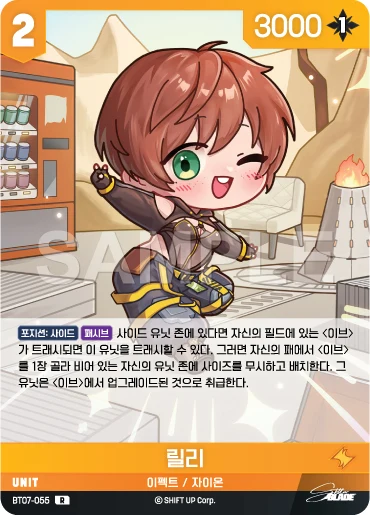 2
3000 1
SAMPLE
포지션: 사이드 패시브 사이드 유닛 존에 있다면 자신의 필드에 있는 <이브>
가 트래시되면 이 유닛을 트래시할 수 있다. 그러면 자신의 패에서 <이브>
를 1장 골라 비어 있는 자신의 유닛 존에 사이즈를 무시하고 배치한다. 그
유닛은 <이브>에서 업그레이드된 것으로 취급한다.
릴리
UNIT
이펙트 / 자이온
BT07-055 R
© SHIFT UP Corp.
Stellar BLADE